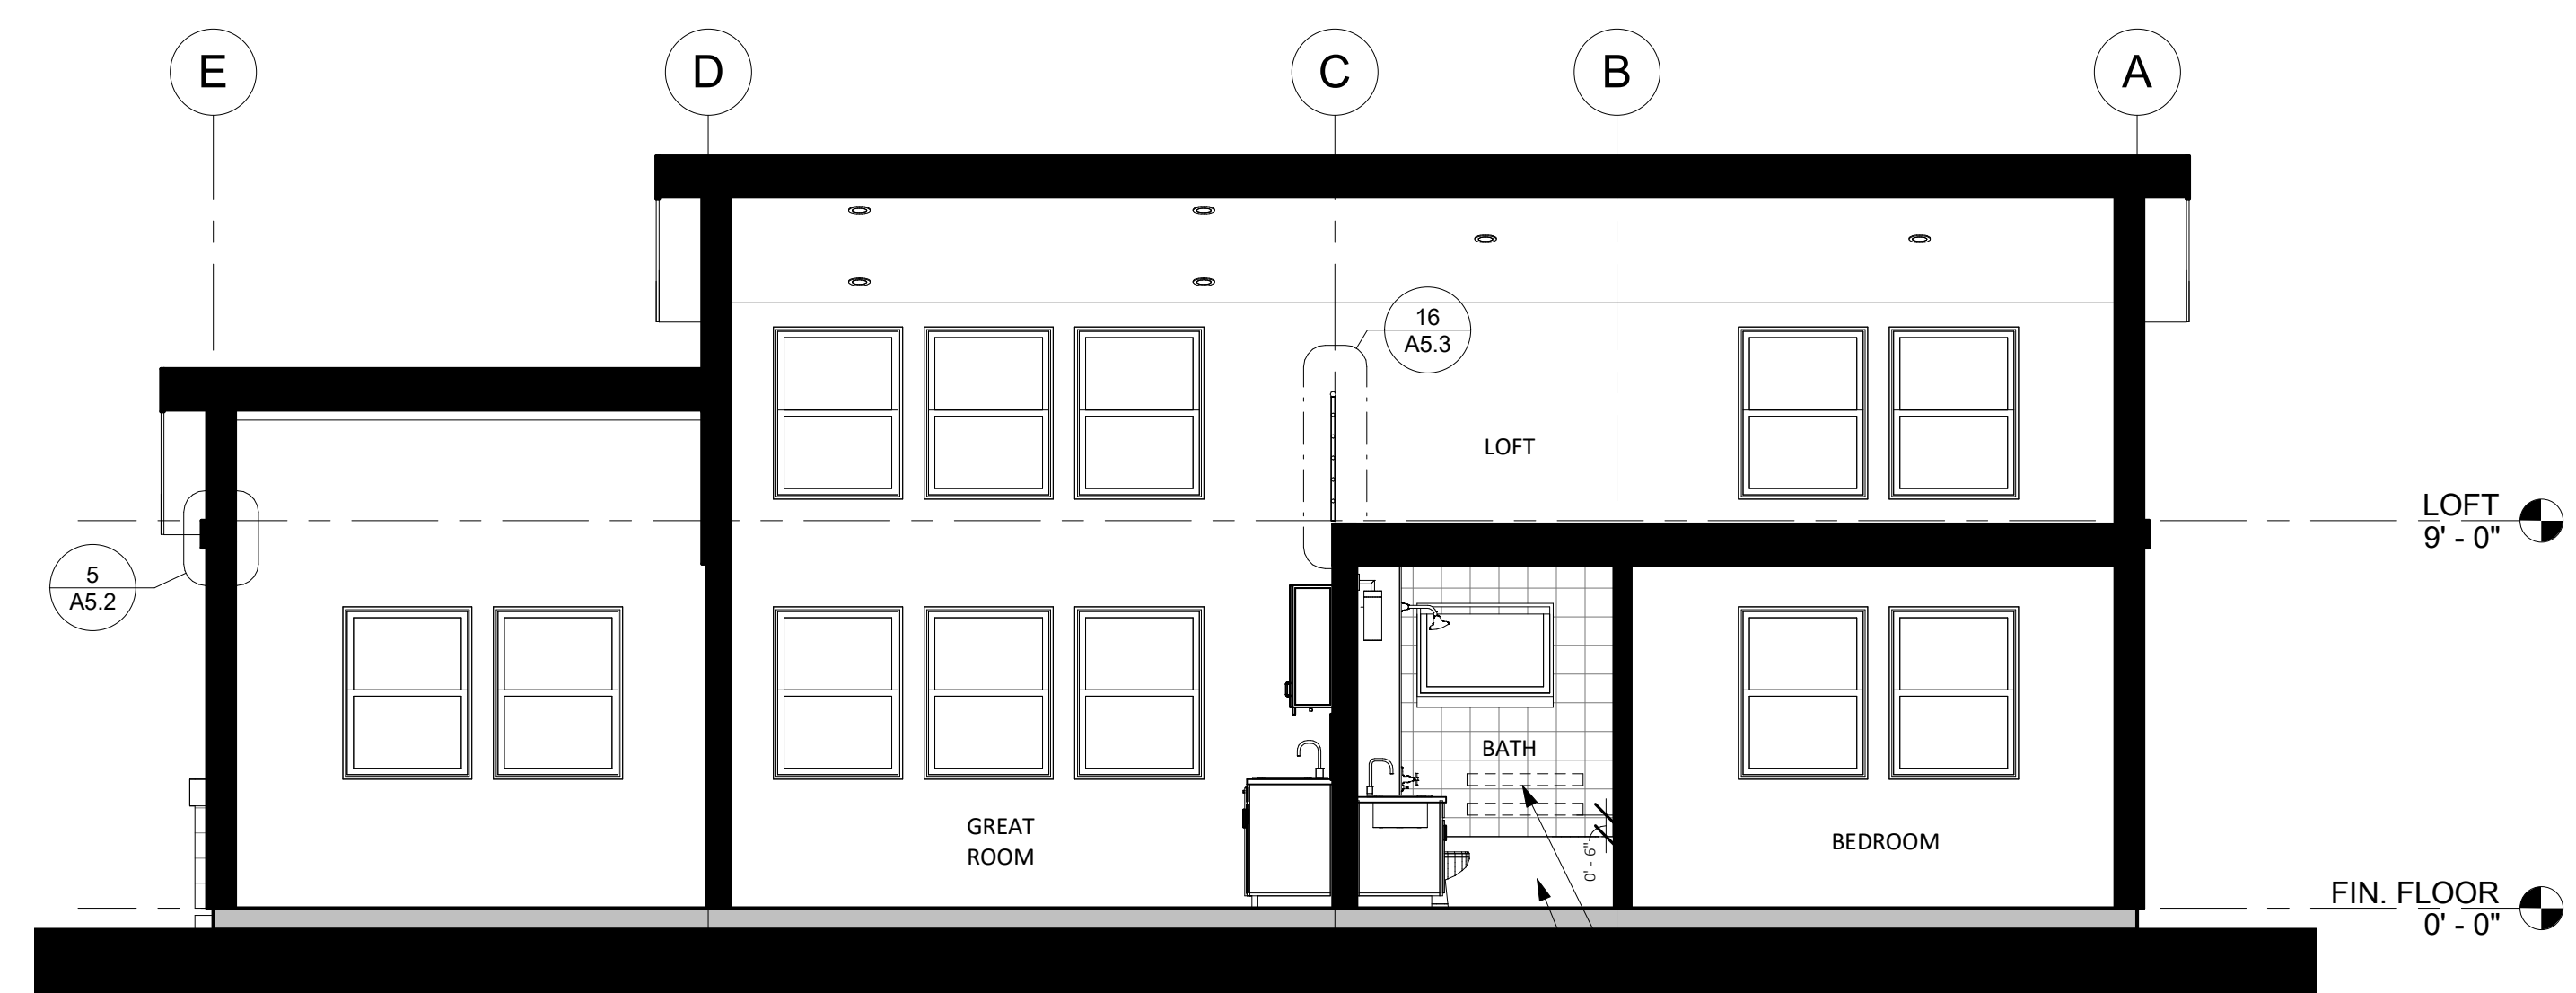 E
D
C
B
A
16
A5.3
LOFT
LOFT
9' - 0"
5
A5.2
BATH
GREAT
ROOM
BEDROOM
0' - 6"
FIN. FLOOR
0' - 0"